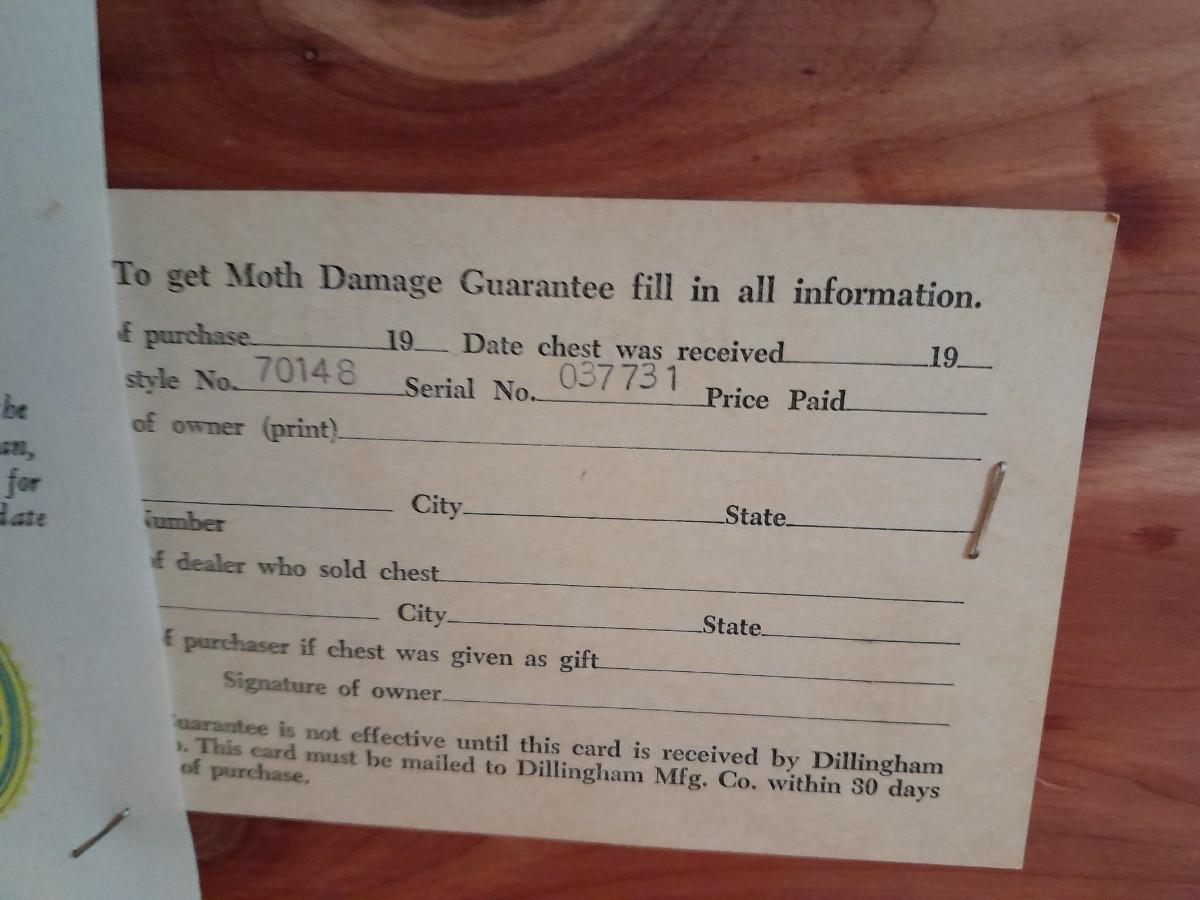 be
an,
for
date
To get Moth Damage Guarantee fill in all information.
f purchase 19 Date chest was received 19
style No. 70148 Serial No. 037731 Price Paid
of owner (print)
City State
umber
f dealer who sold chest
City State
f purchaser if chest was given as gift
Signature of owner
uarantee is not effective until this card is received by Dillingham
. This card must be mailed to Dillingham Mfg. Co. within 30 days
of purchase.